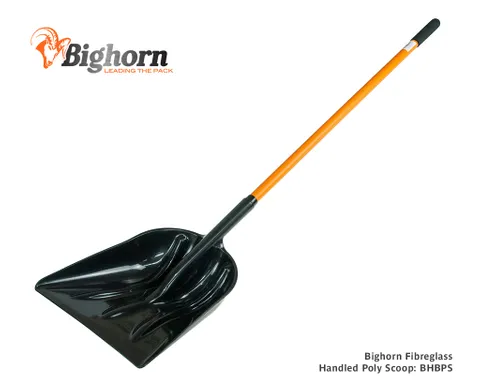 Bighorn
LEADING THE PACK
Bighorn Fibreglass
Handled Poly Scoop: BHBPS